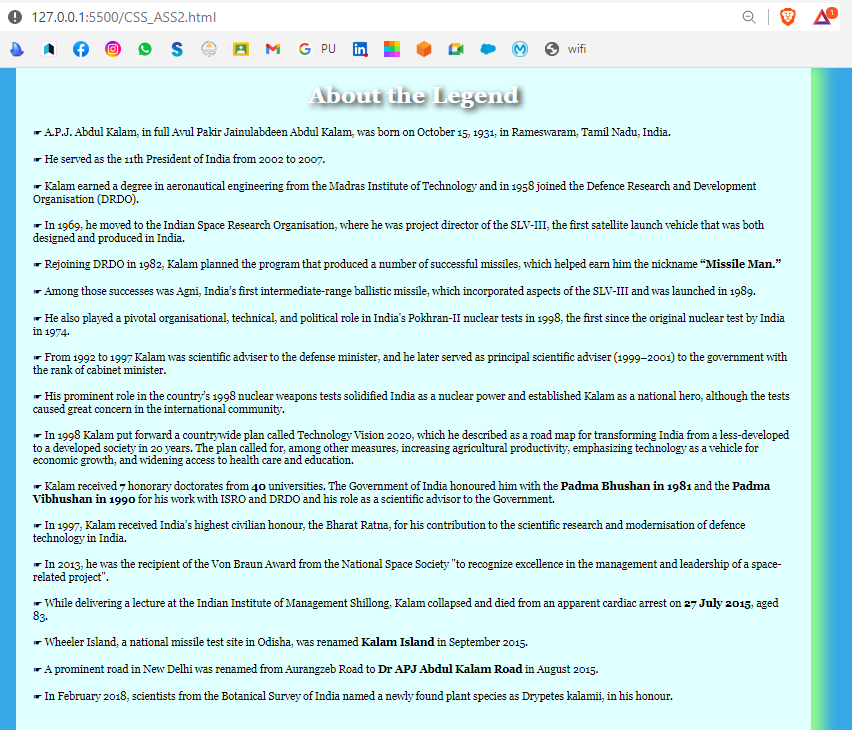 127.0.0.1:5500/CSS_ASS2.html
1
PU
wifi
About the Legend
☛ A.P.J. Abdul Kalam, in full Avul Pakir Jainulabdeen Abdul Kalam, was born on October 15, 1931, in Rameswaram, Tamil Nadu, India.
☛ He served as the 11th President of India from 2002 to 2007.
☛ Kalam earned a degree in aeronautical engineering from the Madras Institute of Technology and in 1958 joined the Defence Research and Development
Organisation (DRDO).
☛ In 1969, he moved to the Indian Space Research Organisation, where he was project director of the SLV-III, the first satellite launch vehicle that was both
designed and produced in India.
☛ Rejoining DRDO in 1982, Kalam planned the program that produced a number of successful missiles, which helped earn him the nickname “Missile Man.”
☛ Among those successes was Agni, India’s first intermediate-range ballistic missile, which incorporated aspects of the SLV-III and was launched in 1989.
☛ He also played a pivotal organisational, technical, and political role in India's Pokhran-II nuclear tests in 1998, the first since the original nuclear test by India
in 1974.
☛ From 1992 to 1997 Kalam was scientific adviser to the defense minister, and he later served as principal scientific adviser (1999–2001) to the government with
the rank of cabinet minister.
☛ His prominent role in the country’s 1998 nuclear weapons tests solidified India as a nuclear power and established Kalam as a national hero, although the tests
caused great concern in the international community.
☛ In 1998 Kalam put forward a countrywide plan called Technology Vision 2020, which he described as a road map for transforming India from a less-developed
to a developed society in 20 years. The plan called for, among other measures, increasing agricultural productivity, emphasizing technology as a vehicle for
economic growth, and widening access to health care and education.
☛ Kalam received 7 honorary doctorates from 40 universities. The Government of India honoured him with the Padma Bhushan in 1981 and the Padma
Vibhushan in 1990 for his work with ISRO and DRDO and his role as a scientific advisor to the Government.
☛ In 1997, Kalam received India's highest civilian honour, the Bharat Ratna, for his contribution to the scientific research and modernisation of defence
technology in India.
☛ In 2013, he was the recipient of the Von Braun Award from the National Space Society "to recognize excellence in the management and leadership of a space-
related project".
☛ While delivering a lecture at the Indian Institute of Management Shillong, Kalam collapsed and died from an apparent cardiac arrest on 27 July 2015, aged
83.
☛ Wheeler Island, a national missile test site in Odisha, was renamed Kalam Island in September 2015.
☛ A prominent road in New Delhi was renamed from Aurangzeb Road to Dr APJ Abdul Kalam Road in August 2015.
☛ In February 2018, scientists from the Botanical Survey of India named a newly found plant species as Drypetes kalamii, in his honour.